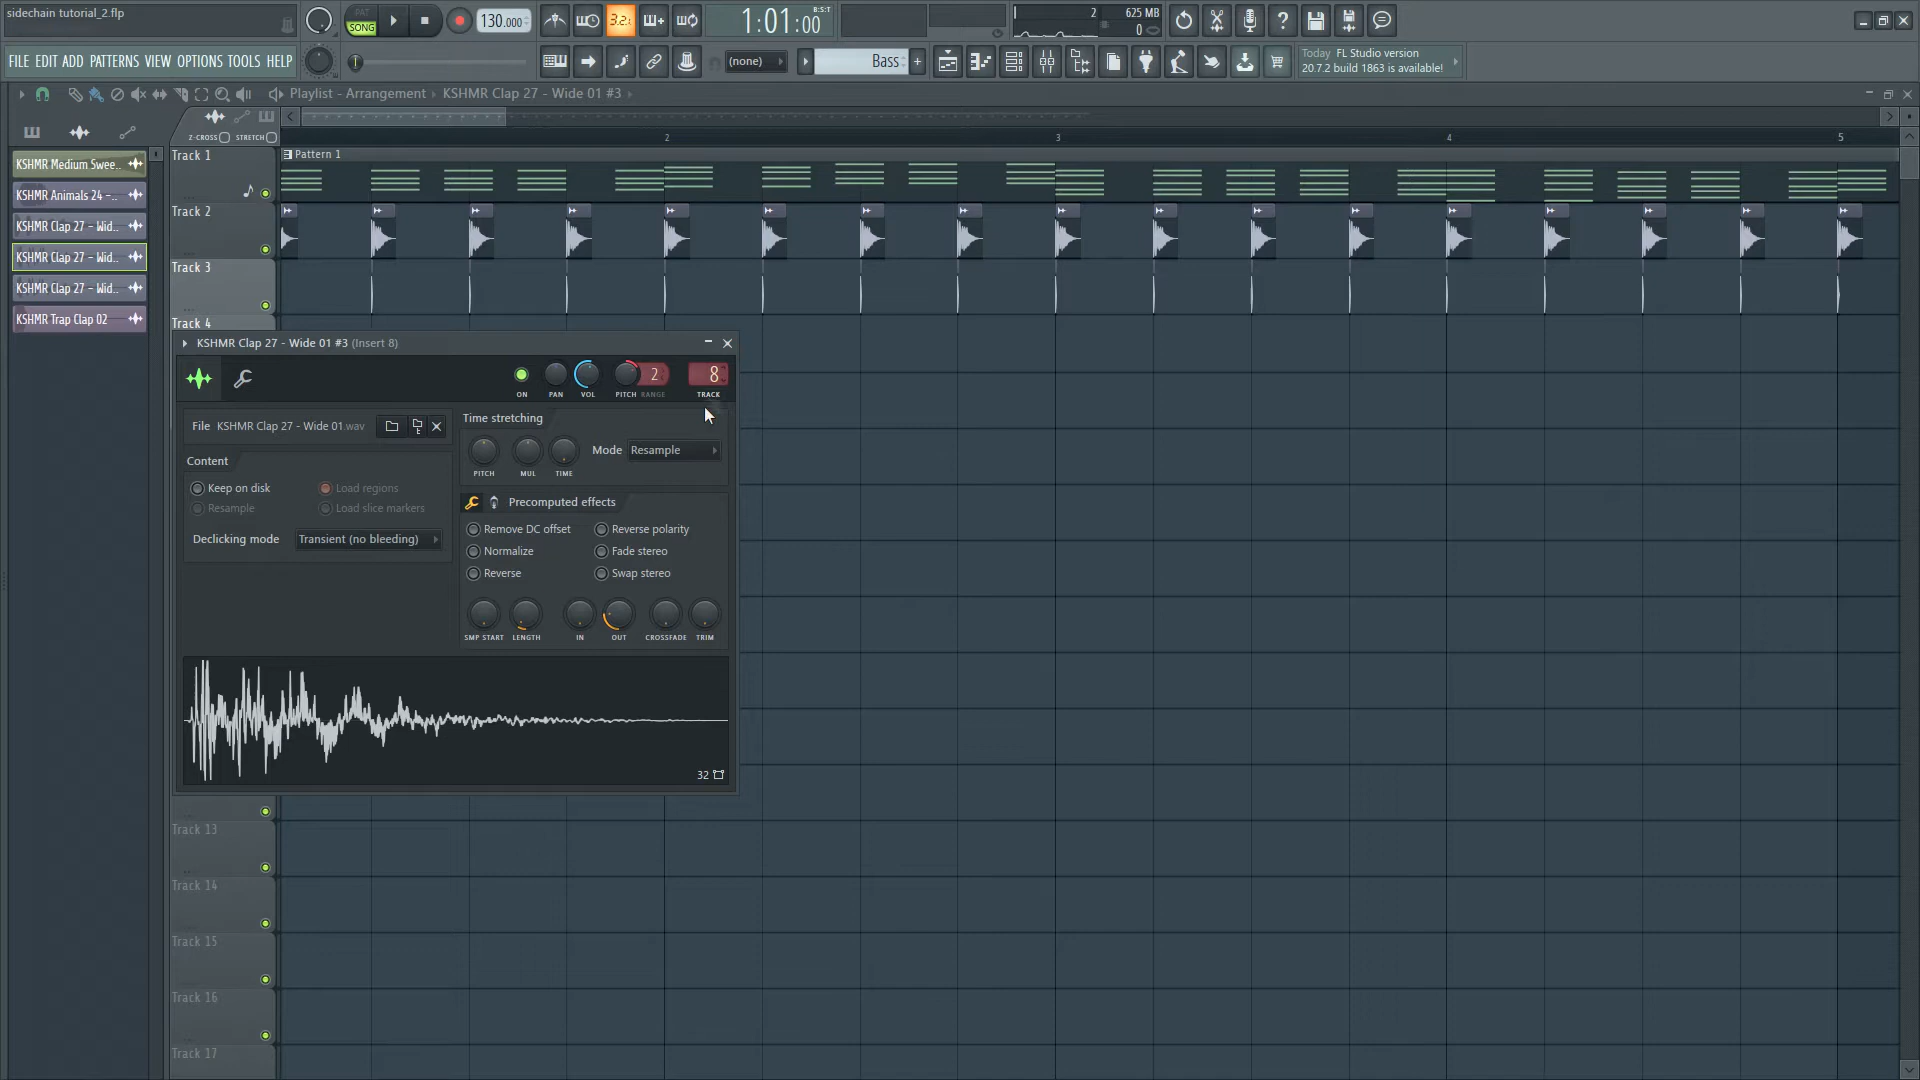 sidechain tutorial_2.flp
PAT
SONG
130.000
3.2.
1:01:00
B:S:T
2
625 MB
0
FILE EDIT ADD PATTERNS VIEW OPTIONS TOOLS HELP
(none)
Bass
Today FL Studio version
20.7.2 build 1863 is available!
Playlist - Arrangement
KSHMR Clap 27 - Wide 01 #3
Z-CROSS
STRETCH
2
3
4
5
KSHMR Medium Swee..
KSHMR Animals 24 -..
KSHMR Clap 27 - Wid..
KSHMR Clap 27 - Wid..
KSHMR Clap 27 - Wid..
KSHMR Trap Clap 02
Track 1
Pattern 1
Track 2
Track 3
Track 4
KSHMR Clap 27 - Wide 01 #3 (Insert 8)
2
8
ON
PAN
VOL
PITCH
RANGE
TRACK
File
KSHMR Clap 27 - Wide 01.wav
Time stretching
PITCH
MUL
TIME
Mode
Resample
Content
Keep on disk
Load regions
Resample
Load slice markers
Declicking mode
Transient (no bleeding)
Precomputed effects
Remove DC offset
Reverse polarity
Normalize
Fade stereo
Reverse
Swap stereo
SMP START
LENGTH
IN
OUT
CROSSFADE
TRIM
32
Track 13
Track 14
Track 15
Track 16
Track 17